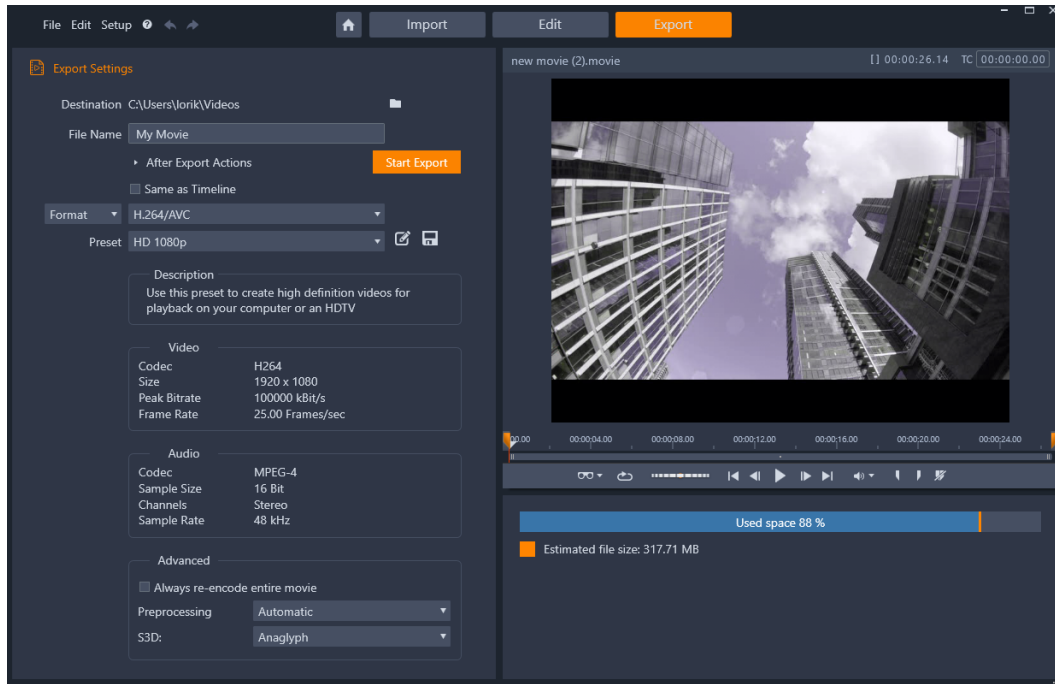 File Edit Setup ?
Import
Edit
Export
Export Settings
Destination C:\Users\lorik\Videos
File Name My Movie
After Export Actions
Start Export
Same as Timeline
Format H.264/AVC
Preset HD 1080p
Description
Use this preset to create high definition videos for
playback on your computer or an HDTV
Video
Codec H264
Size 1920 x 1080
Peak Bitrate 100000 kBit/s
Frame Rate 25.00 Frames/sec
Audio
Codec MPEG-4
Sample Size 16 Bit
Channels Stereo
Sample Rate 48 kHz
Advanced
Always re-encode entire movie
Preprocessing Automatic
S3D: Anaglyph
new movie (2).movie
[] 00:00:26.14 TC 00:00:00.00
00.00 00:00:04.00 00:00:08.00 00:00:12.00 00:00:16.00 00:00:20.00 00:00:24.00
Used space 88 %
Estimated file size: 317.71 MB